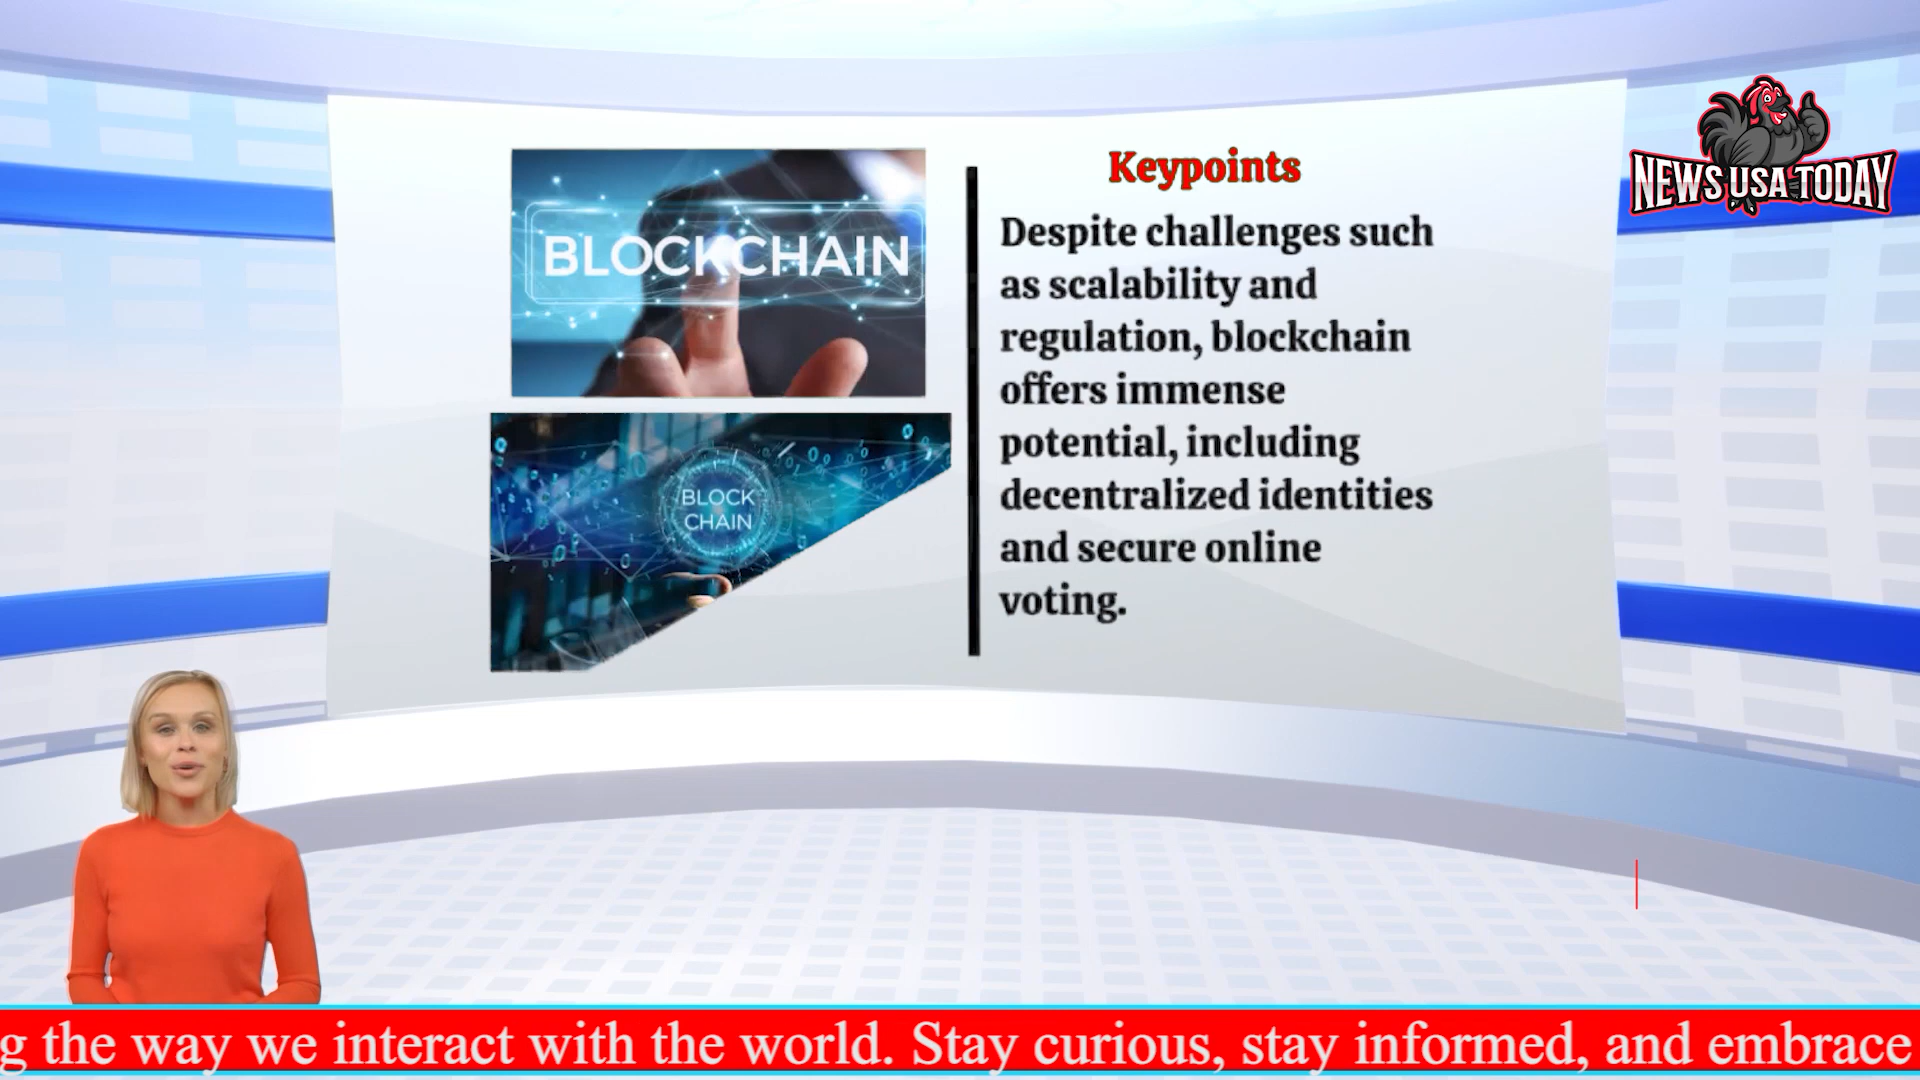 NEWS USA TODAY
Keypoints
BLOCKCHAIN
BLOCK
CHAIN
Despite challenges such
as scalability and
regulation, blockchain
offers immense
potential, including
decentralized identities
and secure online
voting.
g the way we interact with the world. Stay curious, stay informed, and embrace